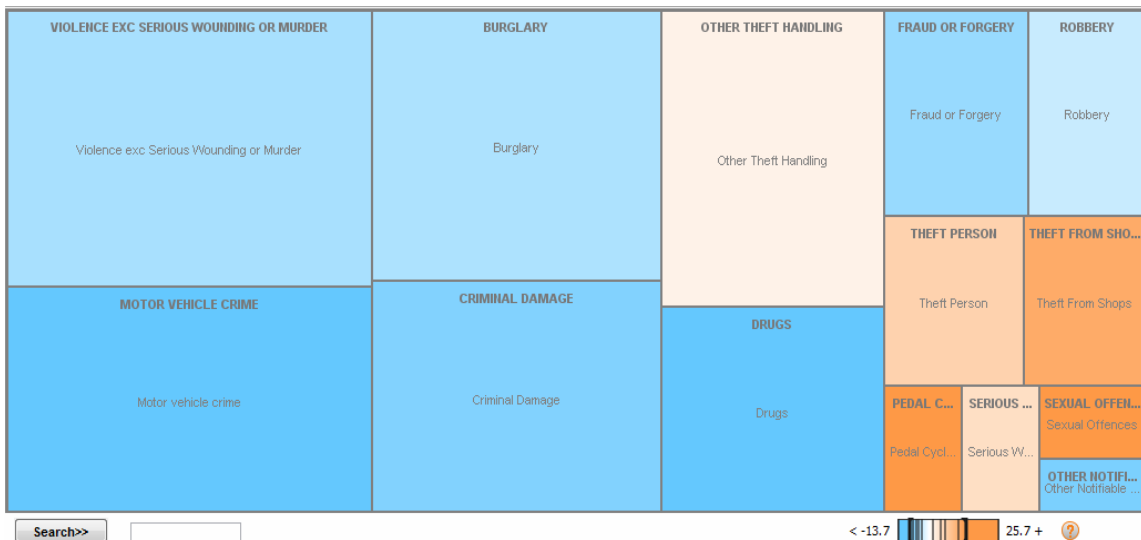 VIOLENCE EXC SERIOUS WOUNDING OR MURDER
Violence exc Serious Wounding or Murder
BURGLARY
Burglary
OTHER THEFT HANDLING
Other Theft Handling
FRAUD OR FORGERY
Fraud or Forgery
ROBBERY
Robbery
THEFT PERSON
Theft Person
THEFT FROM SHO...
Theft From Shops
MOTOR VEHICLE CRIME
Motor vehicle crime
CRIMINAL DAMAGE
Criminal Damage
DRUGS
Drugs
PEDAL C...
Pedal Cycl...
SERIOUS ...
Serious W...
SEXUAL OFFEN...
Sexual Offences
OTHER NOTIFI...
Other Notifiable ...
Search>>
< -13.7
25.7 +
?